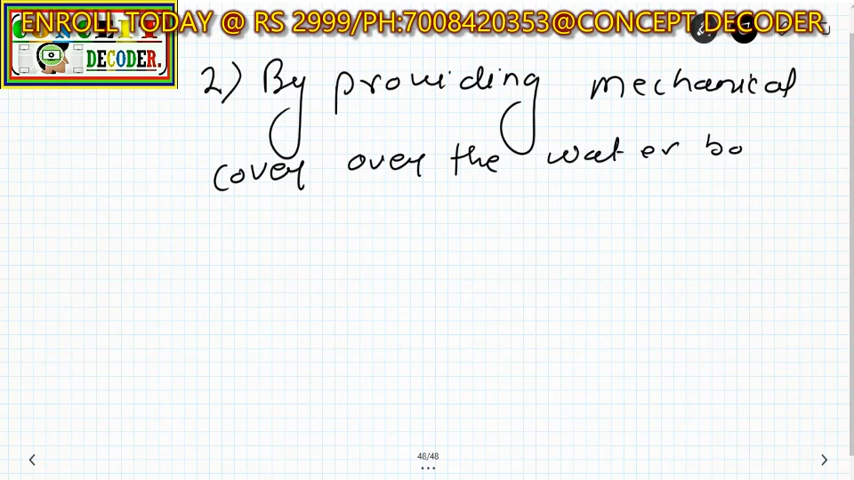 ENROLL TODAY @ RS 2999/PH:7008420353@CONCEPT DECODER
DECODER.
2) By providing mechanical
cover over the water bo
48/48